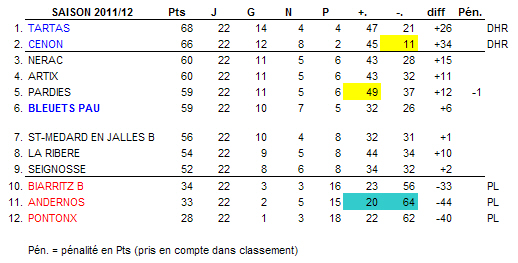 SAISON 2011/12 Pts J G N P +. -. diff Pén.
1. TARTAS 68 22 14 4 4 47 21 +26 DHR
2. CENON 66 22 12 8 2 45 11 +34 DHR
3. NERAC 60 22 11 5 6 43 28 +15
4. ARTIX 60 22 11 5 6 43 32 +11
5. PARDIES 59 22 11 5 6 49 37 +12 -1
6. BLEUETS PAU 59 22 10 7 5 32 26 +6
7. ST-MEDARD EN JALLES B 56 22 10 4 8 32 31 +1
8. LA RIBERE 54 22 9 5 8 44 34 +10
9. SEIGNOSSE 52 22 8 6 8 34 32 +2
10. BIARRITZ B 34 22 3 3 16 23 56 -33 PL
11. ANDERNOS 33 22 2 5 15 20 64 -44 PL
12. PONTONX 28 22 1 3 18 22 62 -40 PL
Pén. = pénalité en Pts (pris en compte dans classement)